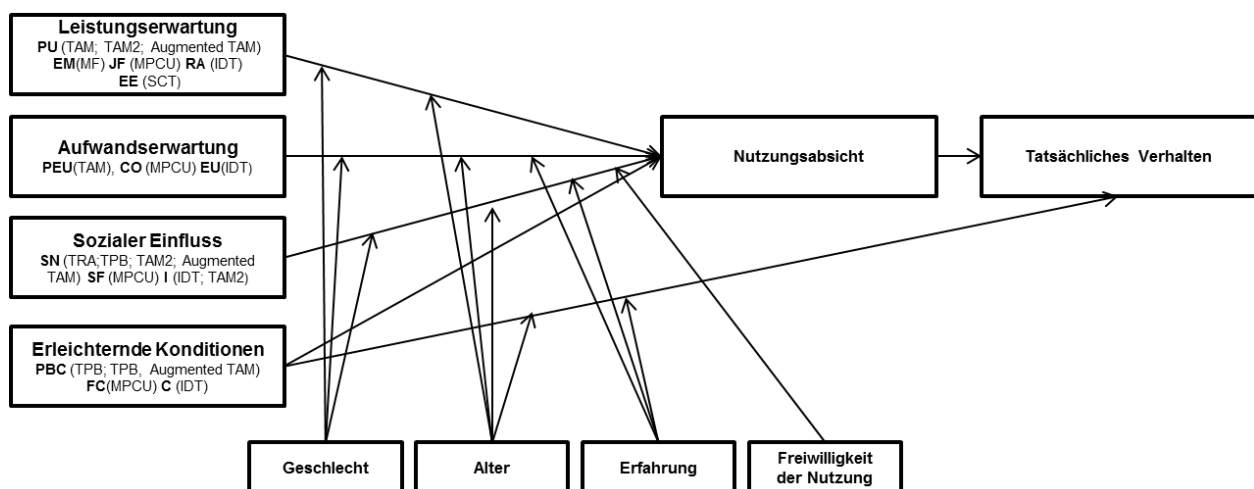 Leistungserwartung
PU (TAM; TAM2; Augmented TAM)
EM(MF) JF (MPCU) RA (IDT)
EE (SCT)
Aufwandserwartung
PEU(TAM), CO (MPCU) EU(IDT)
Sozialer Einfluss
SN (TRA;TPB; TAM2; Augmented
TAM) SF (MPCU) I (IDT; TAM2)
Erleichternde Konditionen
PBC (TPB; TPB, Augmented TAM)
FC(MPCU) C (IDT)
Nutzungsabsicht
Tatsächliches Verhalten
Geschlecht
Alter
Erfahrung
Freiwilligkeit
der Nutzung